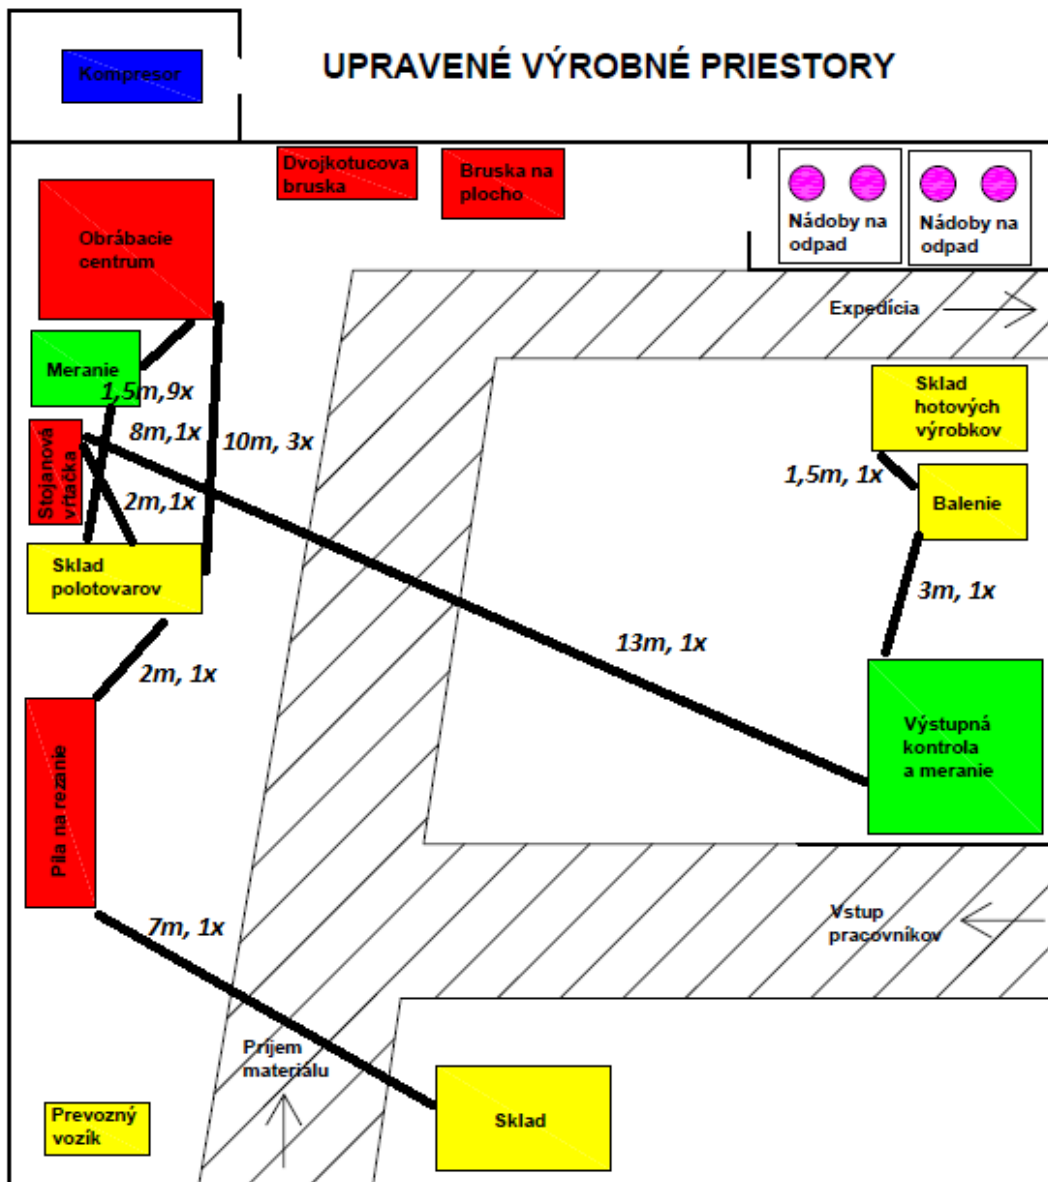 Kompresor
UPRAVENÉ VÝROBNÉ PRIESTORY
Dvojkotucova
bruska
Bruska na
plocho
Nádoby na
odpad
Nádoby na
odpad
Obrábacie
centrum
Expedícia
Meranie
1,5m,9x
8m,1x
10m, 3x
Sklad
hotových
výrobkov
Stojanová
vŕtačka
2m,1x
1,5m, 1x
Balenie
Sklad
polotovarov
3m, 1x
13m, 1x
2m, 1x
Výstupná
kontrola
a meranie
Píla na rezanie
7m, 1x
Vstup
pracovníkov
Príjem
materiálu
Prevozný
vozík
Sklad